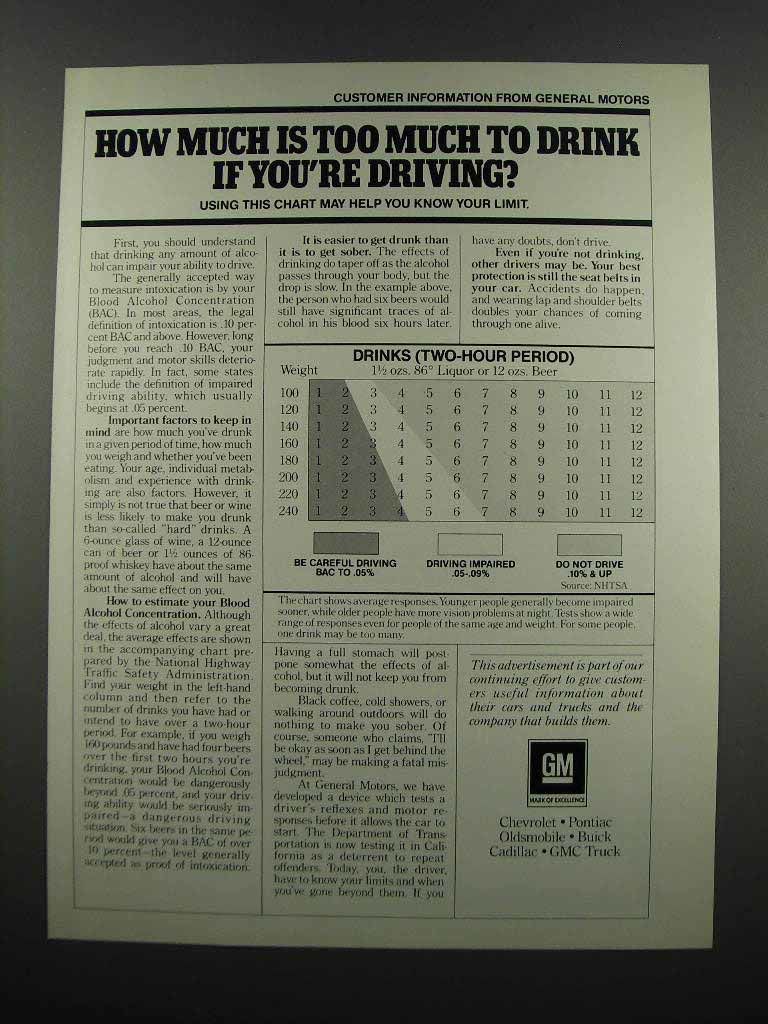 CUSTOMER INFORMATION FROM GENERAL MOTORS
HOW MUCH IS TOO MUCH TO DRINK
IF YOU'RE DRIVING?
USING THIS CHART MAY HELP YOU KNOW YOUR LIMIT.
First, you should understand
that drinking any amount of alco-
hol can impair your ability to drive.
The generally accepted way
to measure intoxication is by your
Blood Alcohol Concentration
(BAC). In most areas, the legal
definition of intoxication is .10 per-
cent BAC and above. However, long
before you reach .10 BAC, your
judgment and motor skills deterio-
rate rapidly. In fact, some states
include the definition of impaired
driving ability, which usually
begins at .05 percent.
Important factors to keep in
mind are how much you've drunk
in a given period of time, how much
you weigh and whether you've been
eating. Your age, individual metab-
olism and experience with drink-
ing are also factors. However, it
simply is not true that beer or wine
is less likely to make you drunk
than so-called "hard" drinks. A
6-ounce glass of wine, a 12-ounce
can of beer or 1½ ounces of 86-
proof whiskey have about the same
amount of alcohol and will have
about the same effect on you.
How to estimate your Blood
Alcohol Concentration. Although
the effects of alcohol vary a great
deal, the average effects are shown
in the accompanying chart pre-
pared by the National Highway
Traffic Safety Administration.
Find your weight in the left-hand
column and then refer to the
number of drinks you have had or
intend to have over a two-hour
period. For example, if you weigh
160 pounds and have had four beers
over the first two hours you're
drinking, your Blood Alcohol Con-
centration would be dangerously
beyond .05 percent, and your driv-
ing ability would be seriously im-
paired—a dangerous driving
situation. Six beers in the same pe-
riod would give you a BAC of over
.10 percent—the level generally
accepted as proof of intoxication.
It is easier to get drunk than
it is to get sober. The effects of
drinking do taper off as the alcohol
passes through your body, but the
drop is slow. In the example above,
the person who had six beers would
still have significant traces of al-
cohol in his blood six hours later.
have any doubts, don't drive.
Even if you're not drinking,
other drivers may be. Your best
protection is still the seat belts in
your car. Accidents do happen,
and wearing lap and shoulder belts
doubles your chances of coming
through one alive.
DRINKS (TWO-HOUR PERIOD)
Weight 1½ ozs. 86° Liquor or 12 ozs. Beer
100 1 2 3 4 5 6 7 8 9 10 11 12
120 1 2 3 4 5 6 7 8 9 10 11 12
140 1 2 3 4 5 6 7 8 9 10 11 12
160 1 2 3 4 5 6 7 8 9 10 11 12
180 1 2 3 4 5 6 7 8 9 10 11 12
200 1 2 3 4 5 6 7 8 9 10 11 12
220 1 2 3 4 5 6 7 8 9 10 11 12
240 1 2 3 4 5 6 7 8 9 10 11 12
BE CAREFUL DRIVING
BAC TO .05%
DRIVING IMPAIRED
.05-.09%
DO NOT DRIVE
.10% & UP
Source: NHTSA
The chart shows average responses. Younger people generally become impaired
sooner, while older people have more vision problems at night. Tests show a wide
range of responses even for people of the same age and weight. For some people,
one drink may be too many.
Having a full stomach will post-
pone somewhat the effects of al-
cohol, but it will not keep you from
becoming drunk.
Black coffee, cold showers, or
walking around outdoors will do
nothing to make you sober. Of
course, someone who claims, "I'll
be okay as soon as I get behind the
wheel," may be making a fatal mis-
judgment.
At General Motors, we have
developed a device which tests a
driver's reflexes and motor re-
sponses before it allows the car to
start. The Department of Trans-
portation is now testing it in Cali-
fornia as a deterrent to repeat
offenders. Today, you, the driver,
have to know your limits and when
you've gone beyond them. If you
This advertisement is part of our
continuing effort to give custom-
ers useful information about
their cars and trucks and the
company that builds them.
GM
MARK OF EXCELLENCE
Chevrolet • Pontiac
Oldsmobile • Buick
Cadillac • GMC Truck